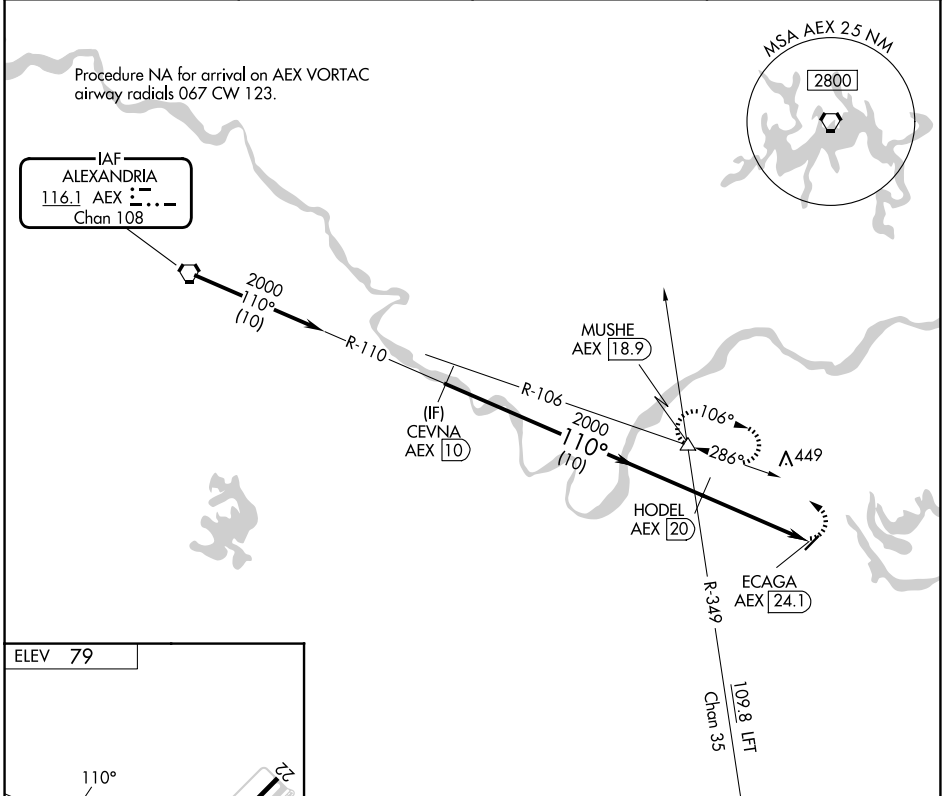 Procedure NA for arrival on AEX VORTAC
airway radials 067 CW 123.
MSA AEX 25 NM
2800
IAF
ALEXANDRIA
116.1 AEX
Chan 108
2000
110°
(10)
R-110
(IF)
CEVNA
AEX 10
R-106
2000
110°
(10)
MUSHE
AEX 18.9
106°
286°
449
HODEL
AEX 20
ECAGA
AEX 24.1
R-349
109.8 LFT
Chan 35
ELEV 79
110°
22